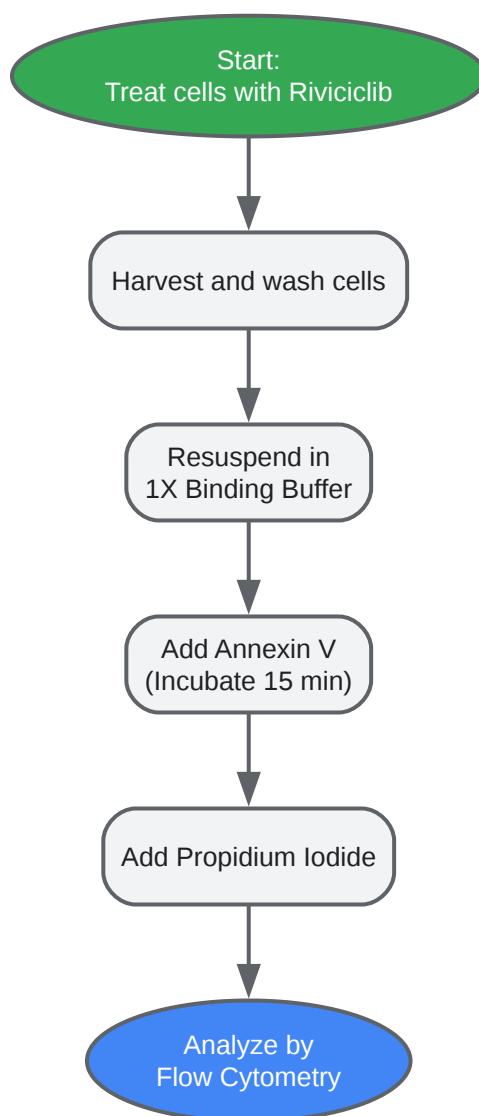 Start:
Treat cells with Riviciclib
Harvest and wash cells
Resuspend in
1X Binding Buffer
Add Annexin V
(Incubate 15 min)
Add Propidium Iodide
Analyze by
Flow Cytometry